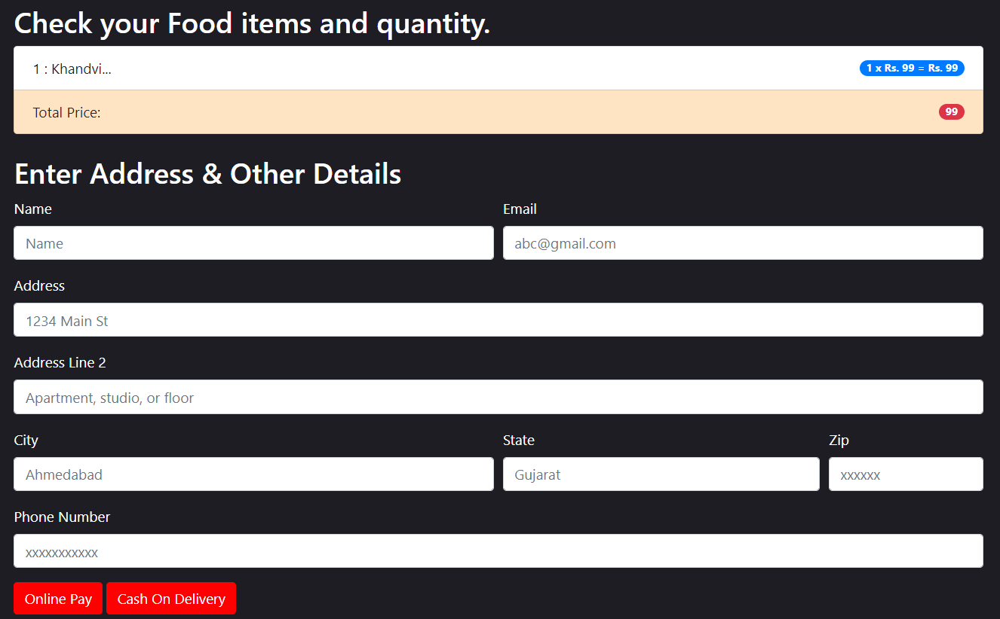 Check your Food items and quantity.
1 : Khandvi...
1 x Rs. 99 = Rs. 99
Total Price:
99
Enter Address & Other Details
Name
Email
Name
abc@gmail.com
Address
1234 Main St
Address Line 2
Apartment, studio, or floor
City
State
Zip
Ahmedabad
Gujarat
xxxxxx
Phone Number
xxxxxxxxxxx
Online Pay
Cash On Delivery